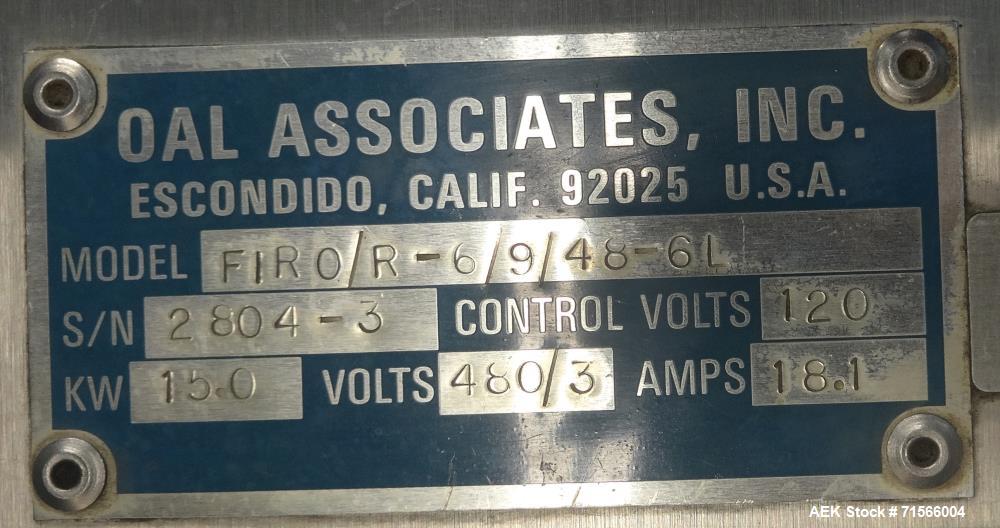 OAL ASSOCIATES, INC.
ESCONDIDO, CALIF. 92025 U.S.A.
MODEL FIRO/R-6/9/48-6L
S/N 2804-3 CONTROL VOLTS 120
KW 15.0 VOLTS 480/3 AMPS 18.1
AEK Stock # 71566004